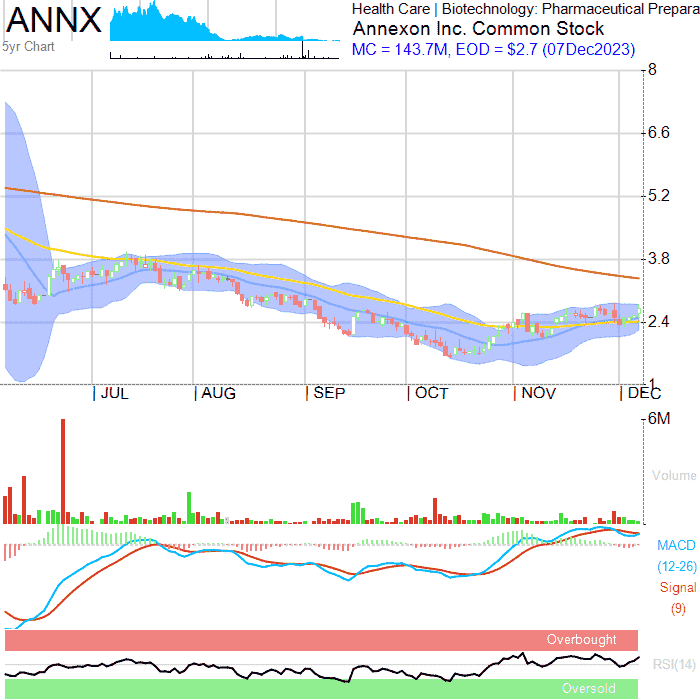 ANNX
5yr Chart
Health Care | Biotechnology: Pharmaceutical Prepara
Annexon Inc. Common Stock
MC = 143.7M, EOD = $2.7 (07Dec2023)
8
6.6
5.2
3.8
2.4
1
JUL AUG SEP OCT NOV DEC
6M
Volume
MACD
(12-26)
Signal
(9)
Overbought
RSI(14)
Oversold